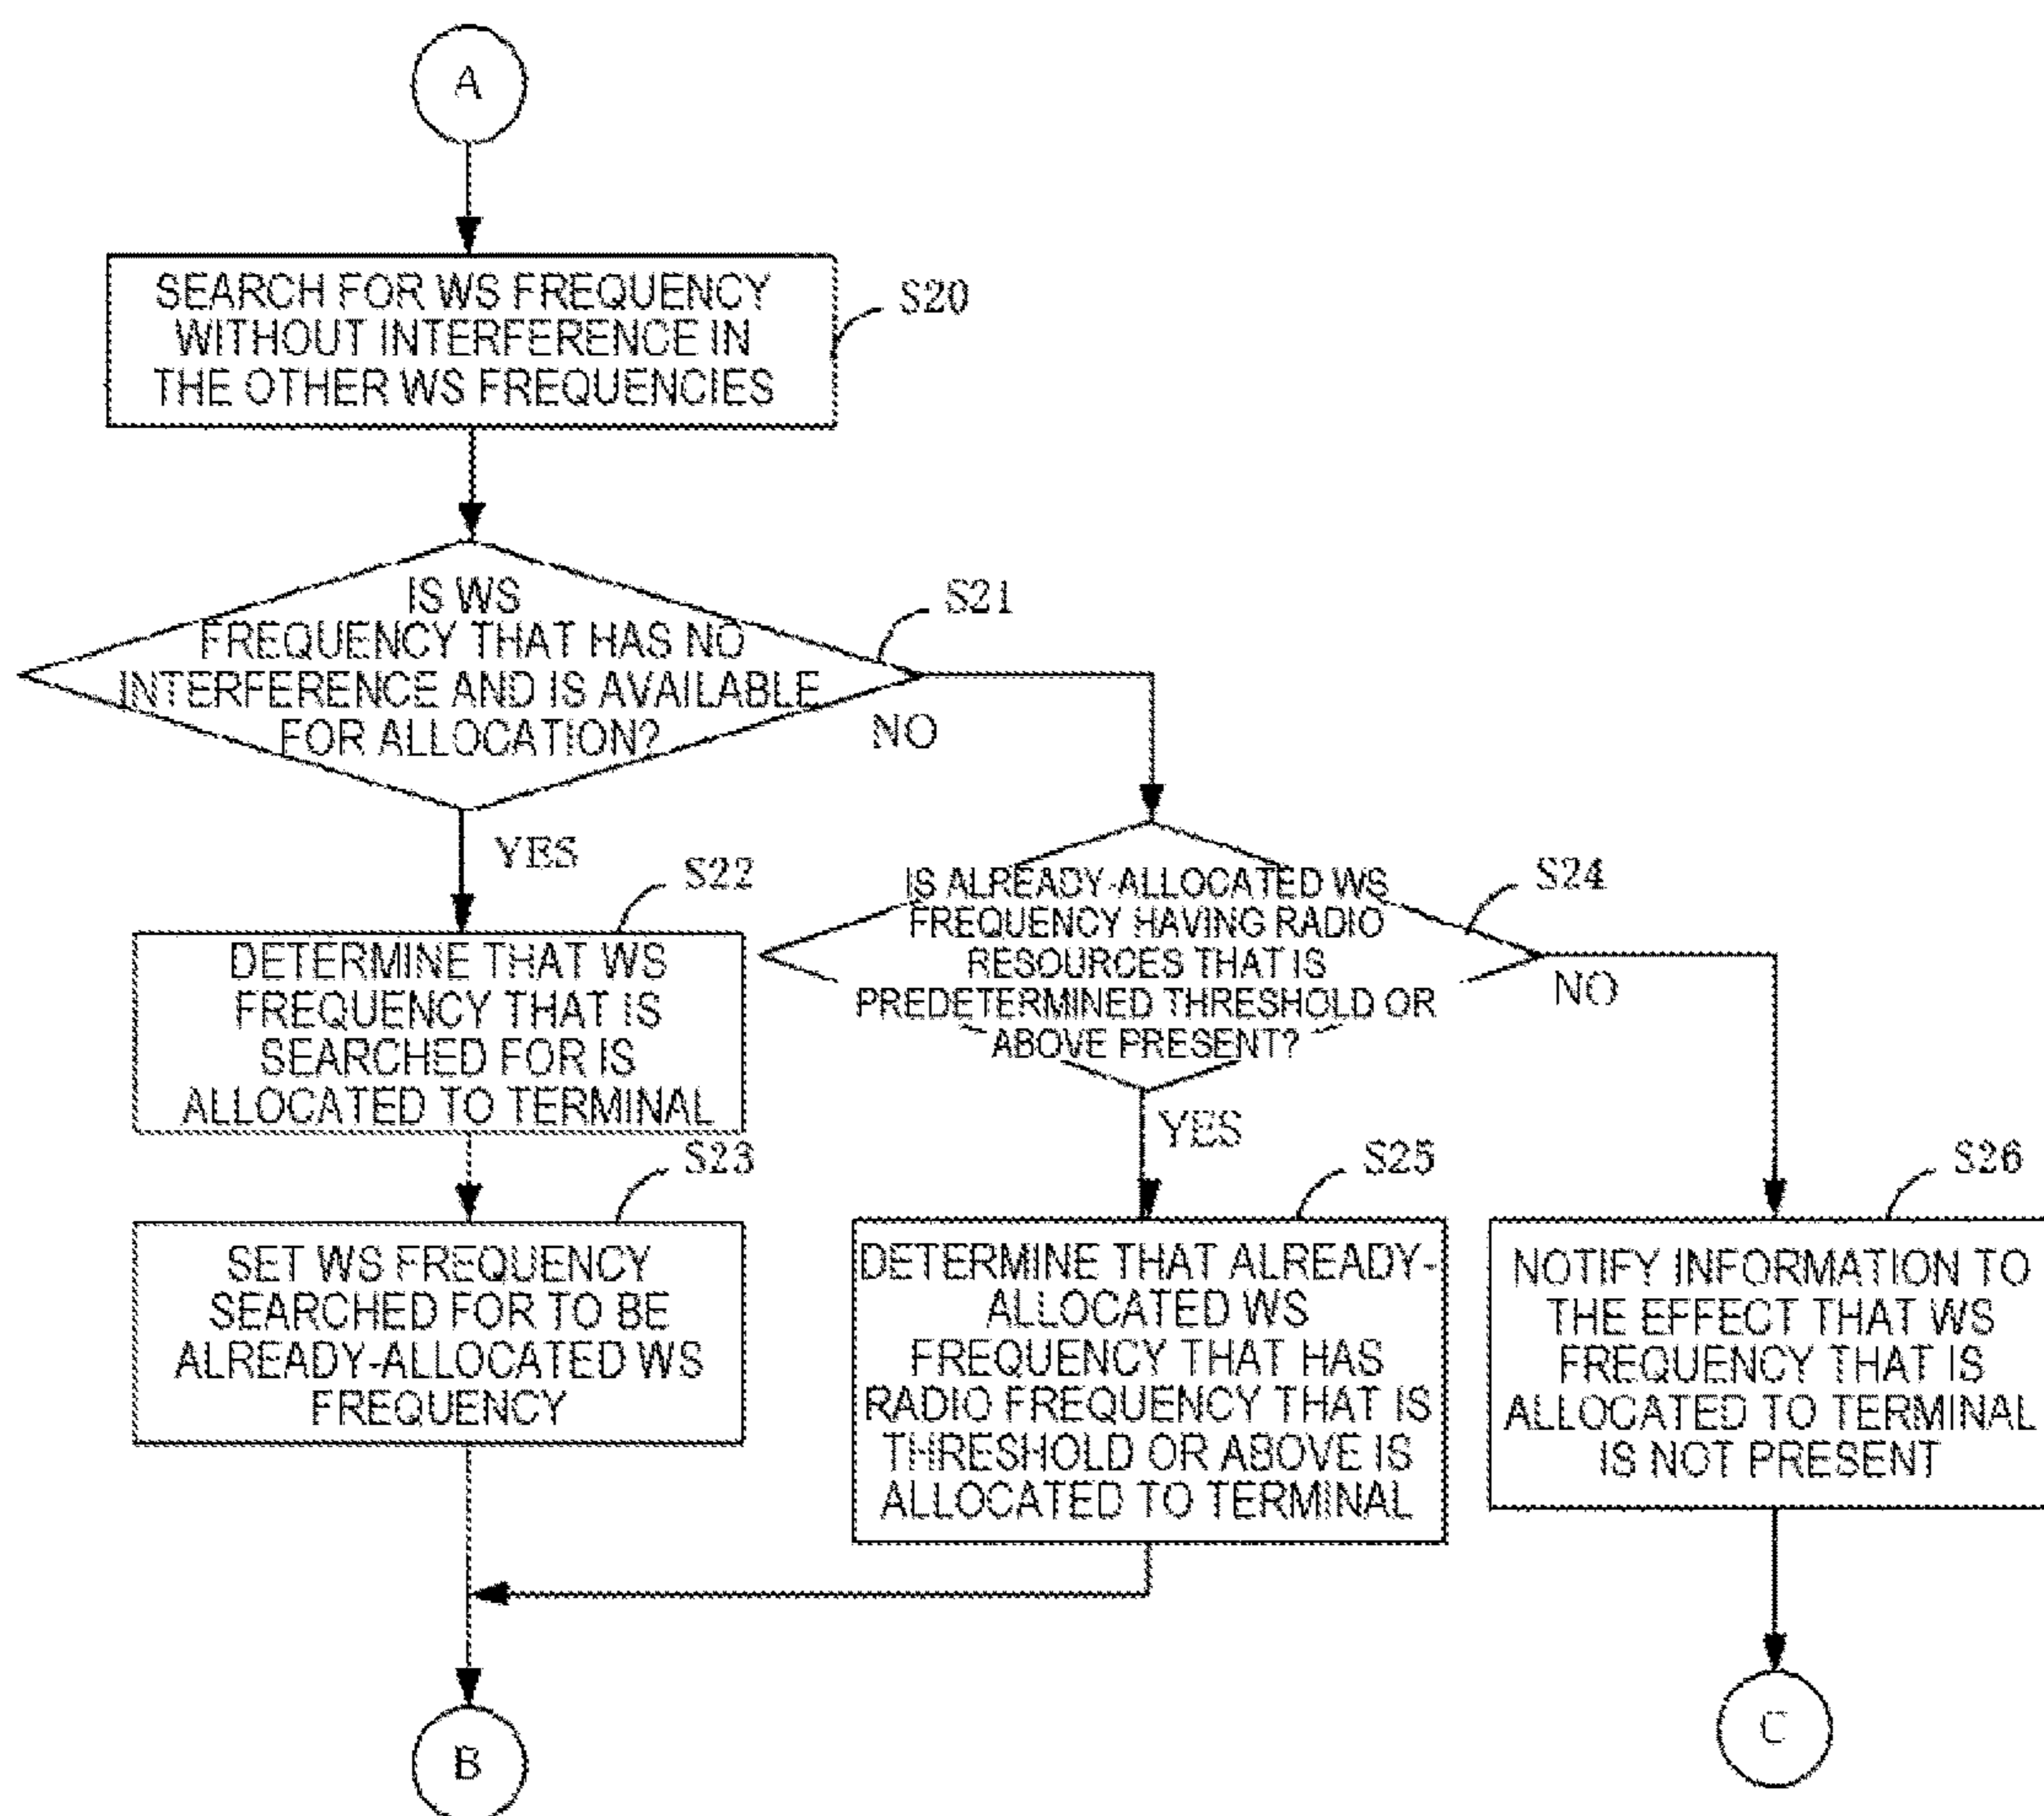 A
SEARCH FOR WS FREQUENCY
WITHOUT INTERFERENCE IN
THE OTHER WS FREQUENCIES
S20
IS WS
FREQUENCY THAT HAS NO
INTERFERENCE AND IS AVAILABLE
FOR ALLOCATION?
S21
NO
YES
S22
DETERMINE THAT WS
FREQUENCY THAT IS
SEARCHED FOR IS
ALLOCATED TO TERMINAL
IS ALREADY-ALLOCATED WS
FREQUENCY HAVING RADIO
RESOURCES THAT IS
PREDETERMINED THRESHOLD OR
ABOVE PRESENT?
S24
NO
YES
S23
SET WS FREQUENCY
SEARCHED FOR TO BE
ALREADY-ALLOCATED WS
FREQUENCY
S25
DETERMINE THAT ALREADY-
ALLOCATED WS
FREQUENCY THAT HAS
RADIO FREQUENCY THAT IS
THRESHOLD OR ABOVE IS
ALLOCATED TO TERMINAL
S26
NOTIFY INFORMATION TO
THE EFFECT THAT WS
FREQUENCY THAT IS
ALLOCATED TO TERMINAL
IS NOT PRESENT
B
C